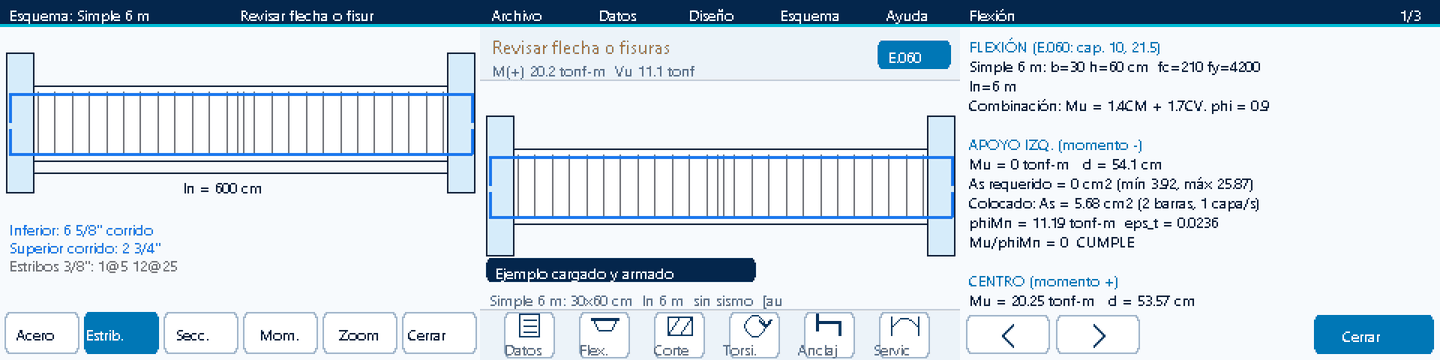 Esquema: Simple 6 m
Revisar flecha o fisur
ln = 600 cm
Inferior: 6 5/8" corrido
Superior corrido: 2 3/4"
Estribos 3/8": 1@5 12@25
Acero
Estrib.
Secc.
Mom.
Zoom
Cerrar
Archivo
Datos
Diseño
Esquema
Ayuda
Revisar flecha o fisuras
M(+) 20.2 tonf-m  Vu 11.1 tonf
E.060
Ejemplo cargado y armado
Simple 6 m: 30x60 cm  ln 6 m  sin sismo  [au
Datos
Flex.
Corte
Torsi.
Anclaj
Servic
Flexión
1/3
FLEXIÓN (E.060: cap. 10, 21.5)
Simple 6 m: b=30 h=60 cm  fc=210 fy=4200
ln=6 m
Combinación: Mu = 1.4CM + 1.7CV. phi = 0.9
APOYO IZQ. (momento -)
Mu = 0 tonf-m  d = 54.1 cm
As requerido = 0 cm2 (mín 3.92, máx 25.87)
Colocado: As = 5.68 cm2 (2 barras, 1 capa/s)
phiMn = 11.19 tonf-m  eps_t = 0.0236
Mu/phiMn = 0  CUMPLE
CENTRO (momento +)
Mu = 20.25 tonf-m  d = 53.57 cm
Cerrar